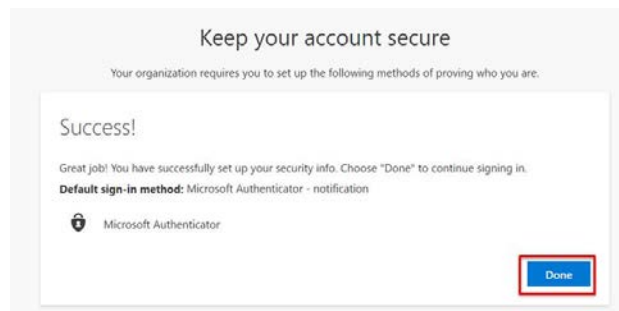 Keep your account secure
Your organization requires you to set up the following methods of proving who you are.
Success!
Great job! You have successfully set up your security info. Choose "Done" to continue signing in.
Default sign-in method: Microsoft Authenticator - notification
Microsoft Authenticator
Done